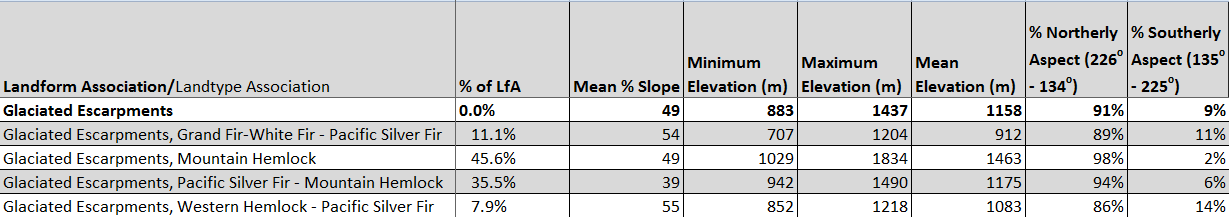 Landform Association/Landtype Association % of LfA Mean % Slope Minimum Elevation (m) Maximum Elevation (m) Mean Elevation (m) % Northerly Aspect (226° - 134°) % Southerly Aspect (135° - 225°)
Glaciated Escarpments 0.0% 49 883 1437 1158 91% 9%
Glaciated Escarpments, Grand Fir-White Fir - Pacific Silver Fir 11.1% 54 707 1204 912 89% 11%
Glaciated Escarpments, Mountain Hemlock 45.6% 49 1029 1834 1463 98% 2%
Glaciated Escarpments, Pacific Silver Fir - Mountain Hemlock 35.5% 39 942 1490 1175 94% 6%
Glaciated Escarpments, Western Hemlock - Pacific Silver Fir 7.9% 55 852 1218 1083 86% 14%